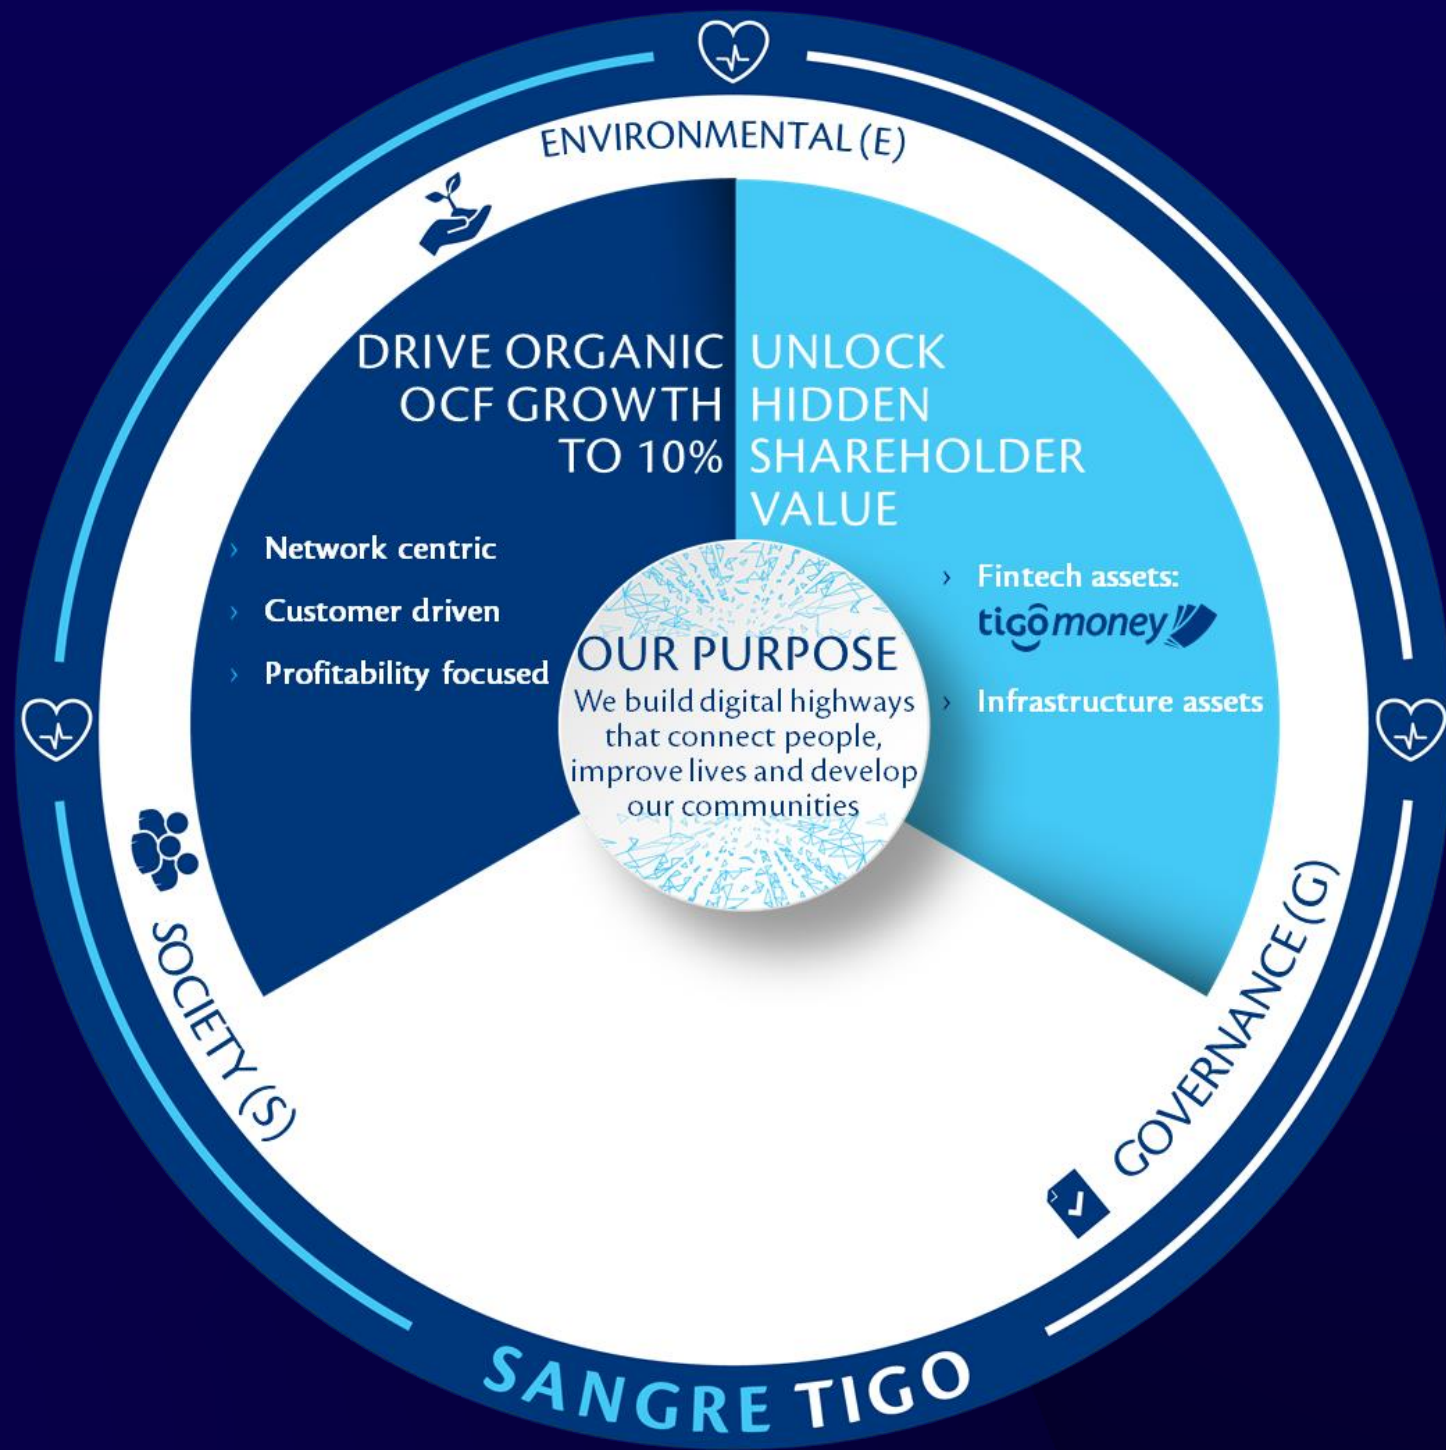 ENVIRONMENTAL (E)
DRIVE ORGANIC
OCF GROWTH
TO 10%
› Network centric
› Customer driven
› Profitability focused
UNLOCK
HIDDEN
SHAREHOLDER
VALUE
› Fintech assets:
tigo money
› Infrastructure assets
OUR PURPOSE
We build digital highways
that connect people,
improve lives and develop
our communities
SOCIETY (S)
GOVERNANCE (G)
SANGRE TIGO